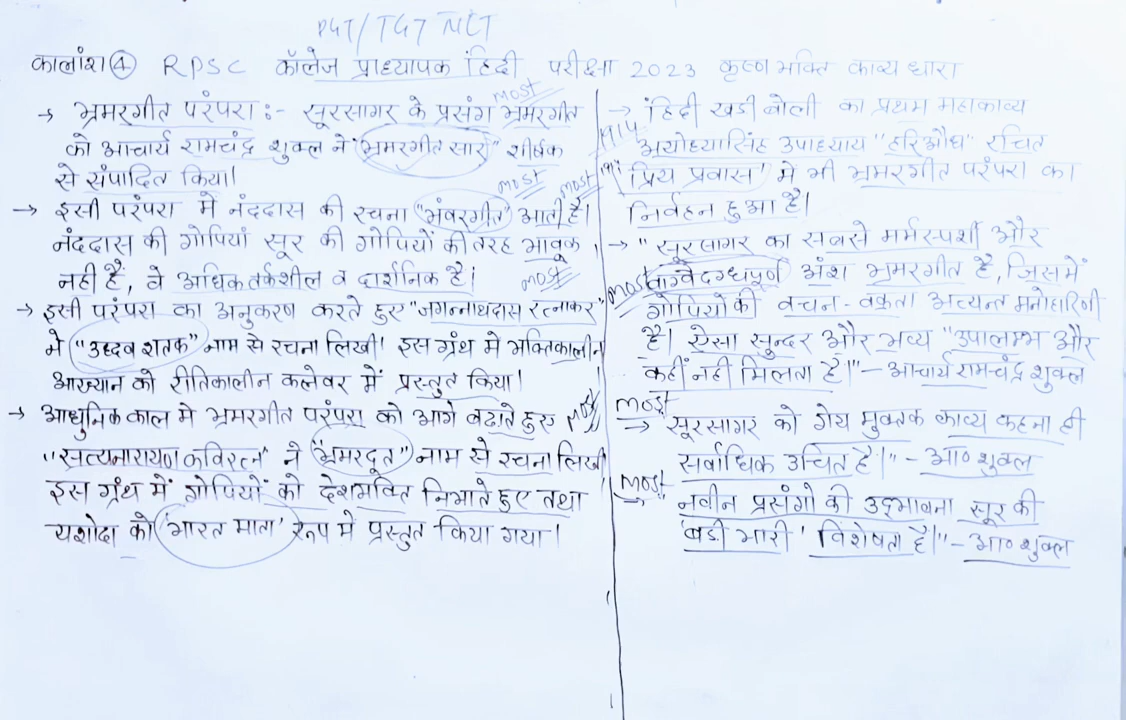 PGT/TGT NET
कालांश ④ RPSC कॉलेज प्राध्यापक हिंदी परीक्षा 2023 कृष्ण भक्ति काव्य धारा
→ भ्रमरगीत परंपरा :- सूरसागर के प्रसंग भ्रमरगीत
most
को आचार्य रामचंद्र शुक्ल ने "भ्रमरगीत सार" शीर्षक
से संपादित किया।
most most
→ इसी परंपरा में नंददास की रचना "भंवरगीत" आती है।
नंददास की गोपियां सूर की गोपियों की तरह भावुक
नहीं है, वे अधिक तर्कशील व दार्शनिक है।
most
→ इसी परंपरा का अनुकरण करते हुए "जगन्नाथदास रत्नाकर"
ने "उद्धव शतक" नाम से रचना लिखी। इस ग्रंथ मे भक्तिकालीन
आख्यान को रीतिकालीन कलेवर में प्रस्तुत किया।
→ आधुनिक काल मे भ्रमरगीत परंपरा को आगे बढाते हुए
most
"सत्यनारायण कविरत्न" ने "भ्रमरदूत" नाम से रचना लिखी
इस ग्रंथ में गोपियों को देशभक्ति निभाते हुए तथा
यशोदा को 'भारत माता' रूप मे प्रस्तुत किया गया।
→ हिंदी खडी बोली का प्रथम महाकाव्य
1914
अयोध्यासिंह उपाध्याय "हरिऔध" रचित
"प्रिय प्रवास' मे भी भ्रमरगीत परंपरा का
निर्वहन हुआ है।
→ "सूरसागर का सबसे मर्मस्पर्शी और
most
वाग्वैदग्धपूर्ण अंश भ्रमरगीत है, जिसमें
गोपियों की वचन-वक्रता अत्यन्त मनोहारिणी
है। ऐसा सुन्दर और भव्य "उपालम्भ और
कहीं नही मिलता है।" – आचार्य रामचंद्र शुक्ल
most
→ सूरसागर को गेय मुक्तक काव्य कहना ही
सर्वाधिक उचित है।" – आ० शुक्ल
most
→ नवीन प्रसंगो की उद्भावना सूर की
'बडी भारी' विशेषता है।" – आ० शुक्ल